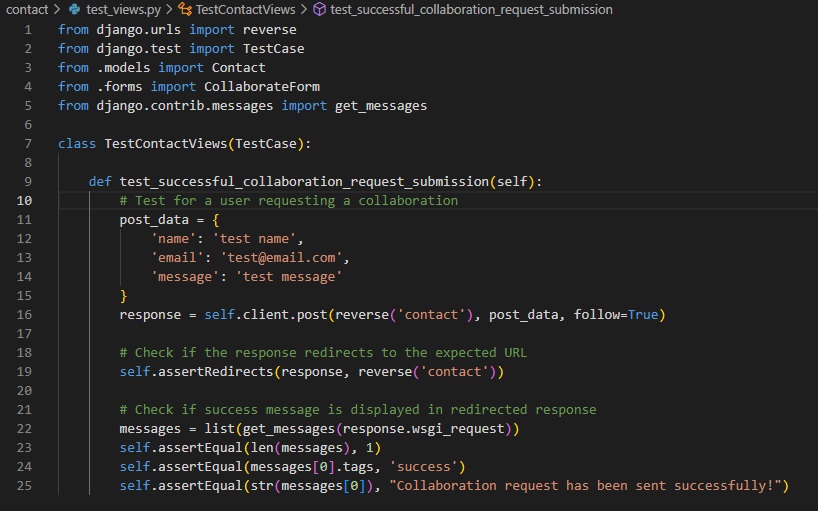 contact > test_views.py > TestContactViews > test_successful_collaboration_request_submission
1 from django.urls import reverse
2 from django.test import TestCase
3 from .models import Contact
4 from .forms import CollaborateForm
5 from django.contrib.messages import get_messages
6
7 class TestContactViews(TestCase):
8
9     def test_successful_collaboration_request_submission(self):
10         # Test for a user requesting a collaboration
11         post_data = {
12             'name': 'test name',
13             'email': 'test@email.com',
14             'message': 'test message'
15         }
16         response = self.client.post(reverse('contact'), post_data, follow=True)
17
18         # Check if the response redirects to the expected URL
19         self.assertRedirects(response, reverse('contact'))
20
21         # Check if success message is displayed in redirected response
22         messages = list(get_messages(response.wsgi_request))
23         self.assertEqual(len(messages), 1)
24         self.assertEqual(messages[0].tags, 'success')
25         self.assertEqual(str(messages[0]), "Collaboration request has been sent successfully!")